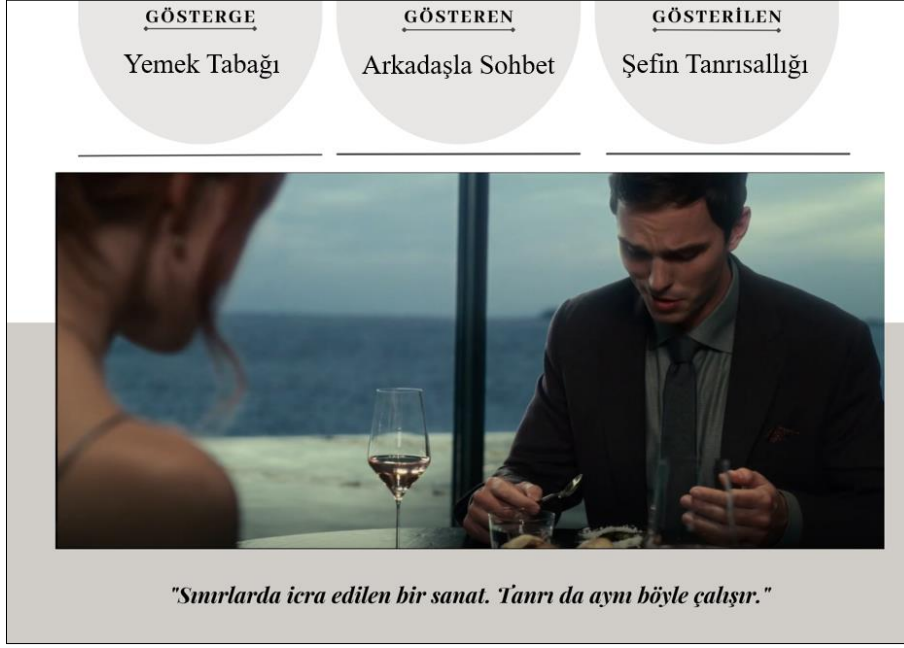 GÖSTERGE
GÖSTEREN
GÖSTERİLEN
Yemek Tabağı
Arkadaşla Sohbet
Şefin Tanrısallığı
"Sınırlarda icra edilen bir sanat. Tanrı da aynı böyle çalışır."